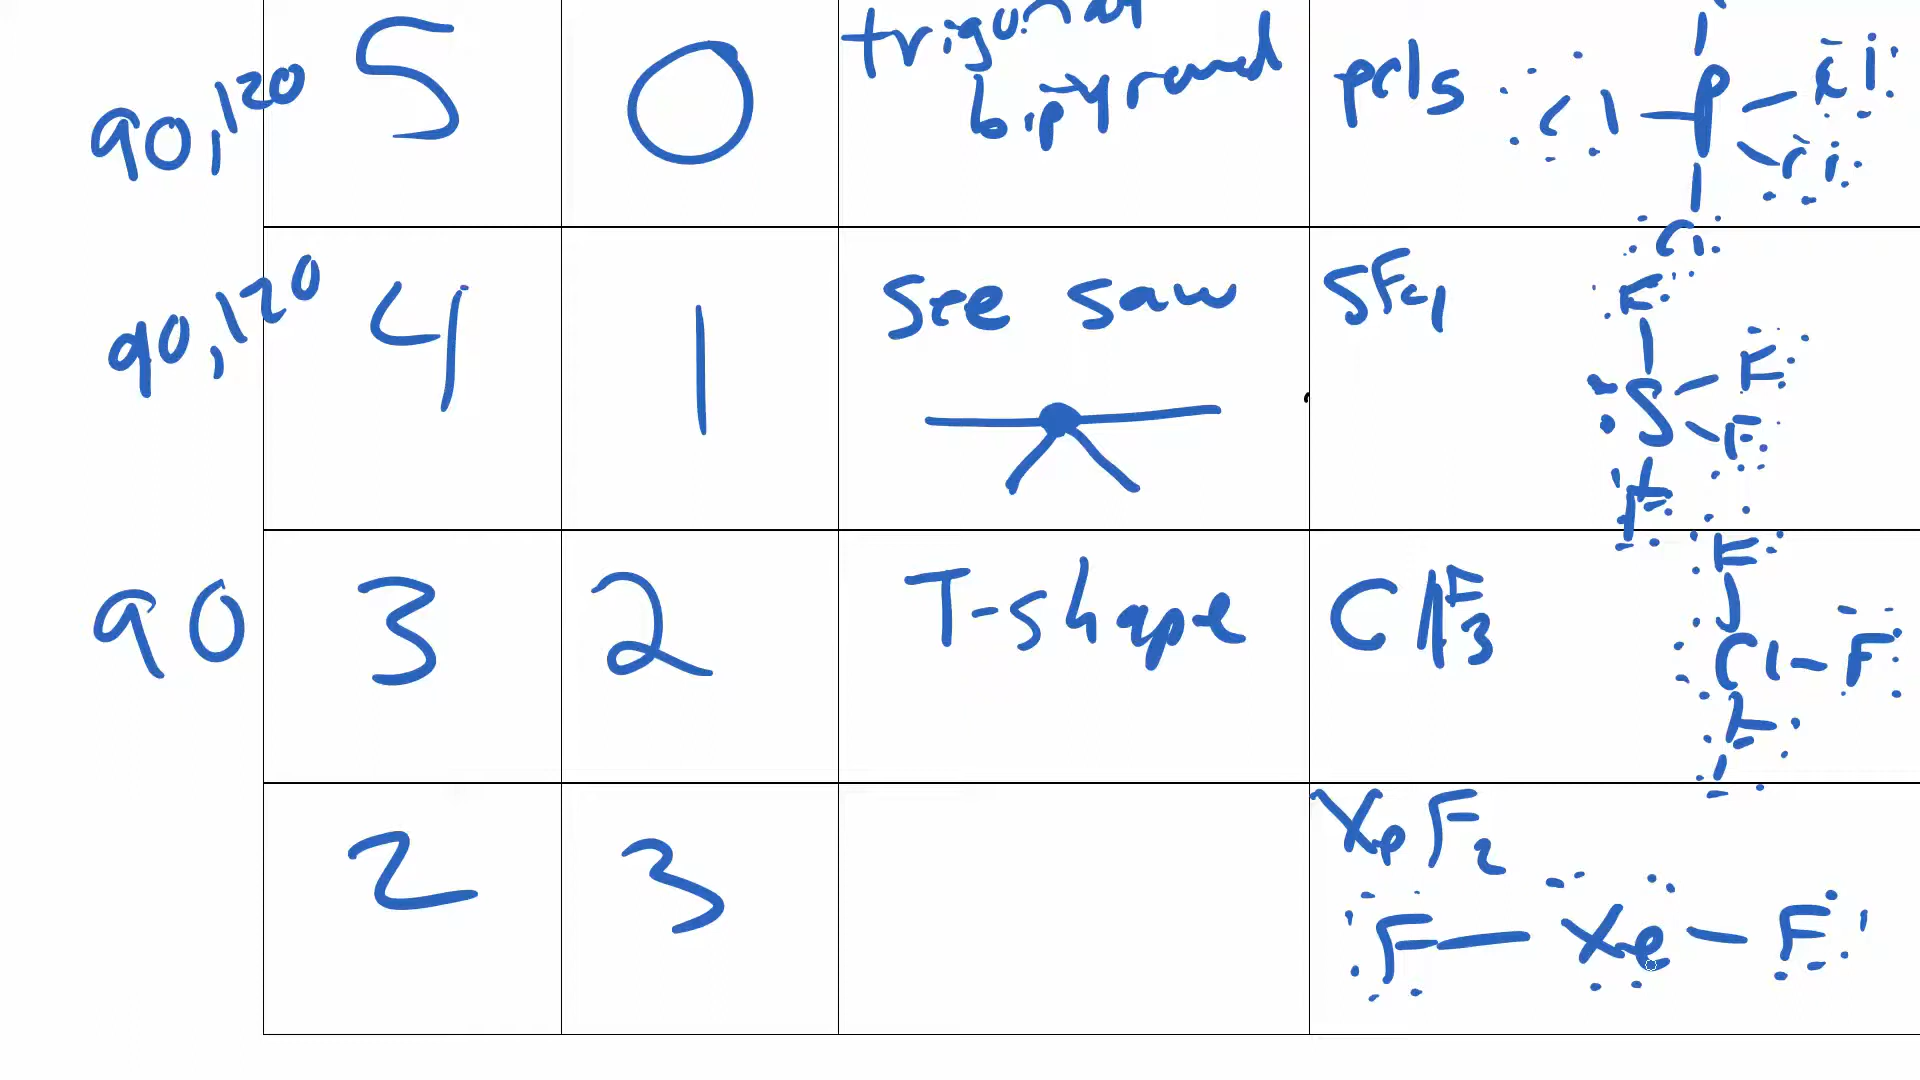 90,120 5 0 trigonal bipyramid pcl5
Cl - P - Cl
Cl
Cl
90,120 4 1 See saw SF4
F
S - F
- F
F
90 3 2 T-shape ClF3
F
Cl - F
F
2 3 XeF2
F - Xe - F